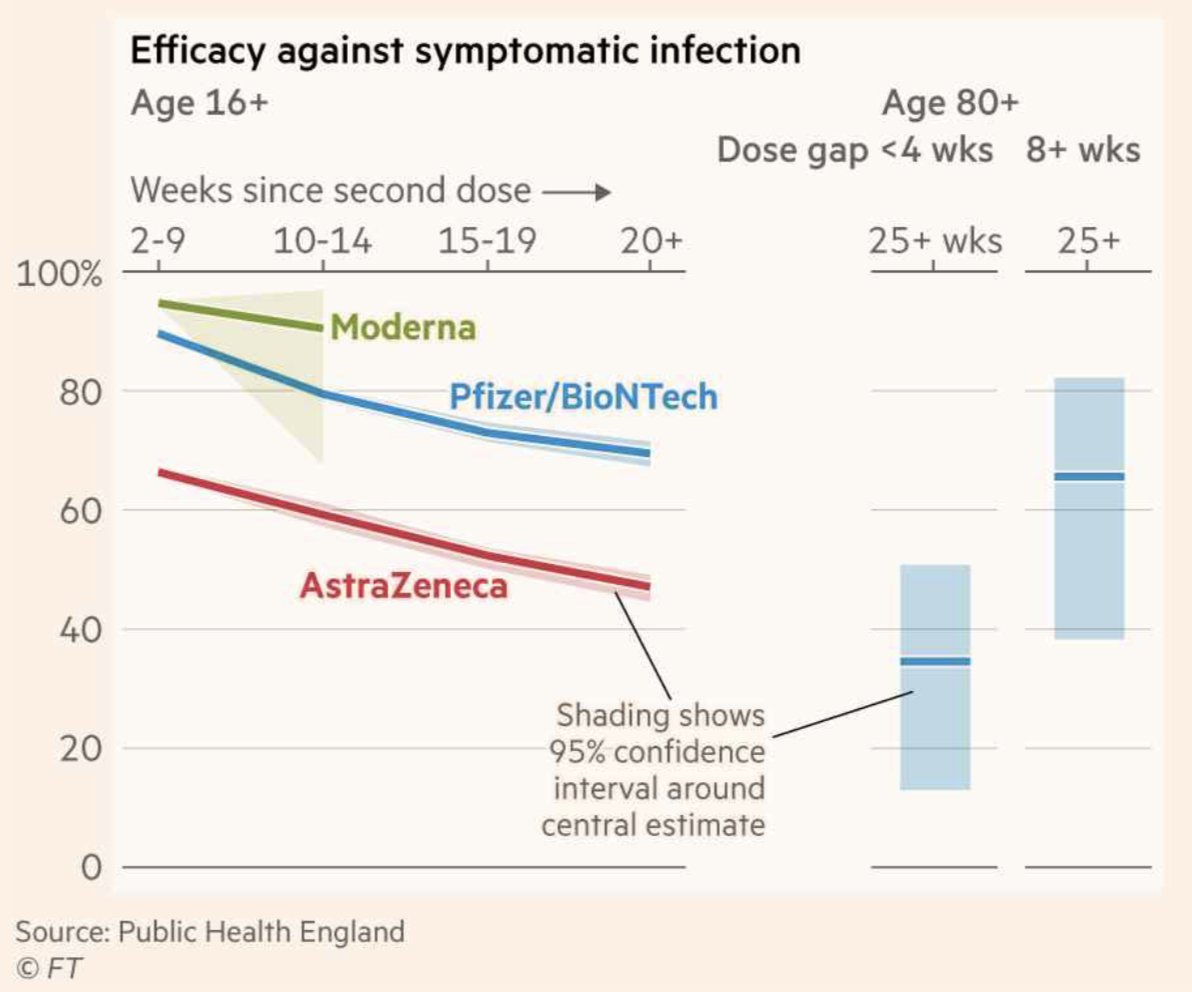 Efficacy against symptomatic infection
Age 16+
Age 80+
Dose gap <4 wks 8+ wks
Weeks since second dose
2-9 10-14 15-19 20+ 25+ wks 25+
100%
Moderna
80
Pfizer/BioNTech
60
AstraZeneca
40
Shading shows
95% confidence
interval around
central estimate
20
0
Source: Public Health England
© FT